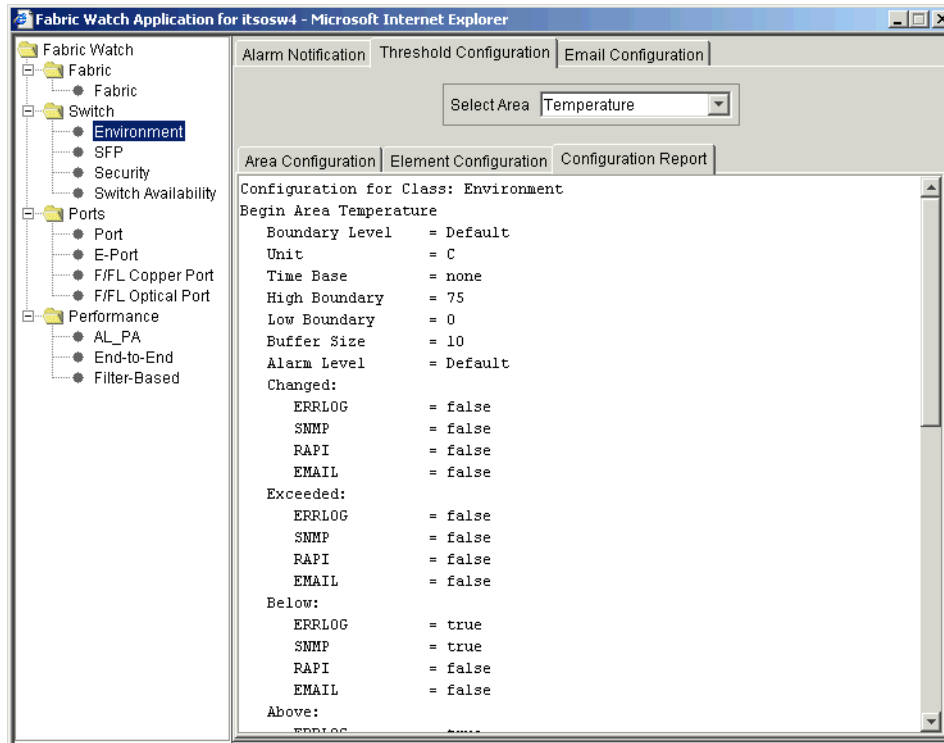 Fabric Watch Application for itsosw4 - Microsoft Internet Explorer
Fabric Watch
Fabric
Fabric
Switch
Environment
SFP
Security
Switch Availability
Ports
Port
E-Port
F/FL Copper Port
F/FL Optical Port
Performance
AL_PA
End-to-End
Filter-Based
Alarm Notification Threshold Configuration Email Configuration
Select Area Temperature
Area Configuration Element Configuration Configuration Report
Configuration for Class: Environment
Begin Area Temperature
Boundary Level = Default
Unit = C
Time Base = none
High Boundary = 75
Low Boundary = 0
Buffer Size = 10
Alarm Level = Default
Changed:
ERRLOG = false
SNMP = false
RAPI = false
EMAIL = false
Exceeded:
ERRLOG = false
SNMP = false
RAPI = false
EMAIL = false
Below:
ERRLOG = true
SNMP = true
RAPI = false
EMAIL = false
Above: